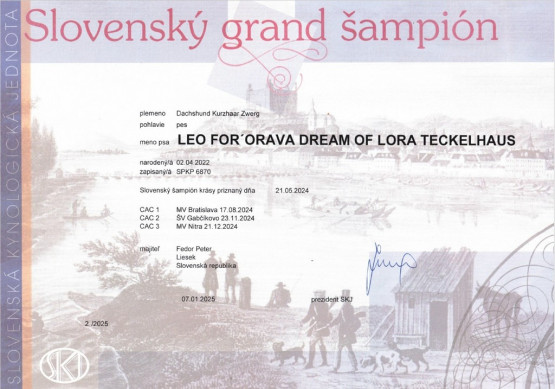 Slovenský grand šampión
SLOVENSKÁ KYNOLOGICKÁ JEDNOTA
plemeno Dachshund Kurzhaar Zwerg
pohlavie pes
meno psa LEO FOR´ORAVA DREAM OF LORA TECKELHAUS
narodený/á 02.04.2022
zapísaný/á SPKP 6870
Slovenský šampión krásy priznaný dňa 21.05.2024
CAC 1 MV Bratislava 17.08.2024
CAC 2 ŠV Gabčíkovo 23.11.2024
CAC 3 MV Nitra 21.12.2024
majiteľ Fedor Peter
Liesek
Slovenská republika
07.01.2025 prezident SKJ
2 /2025
SKJ